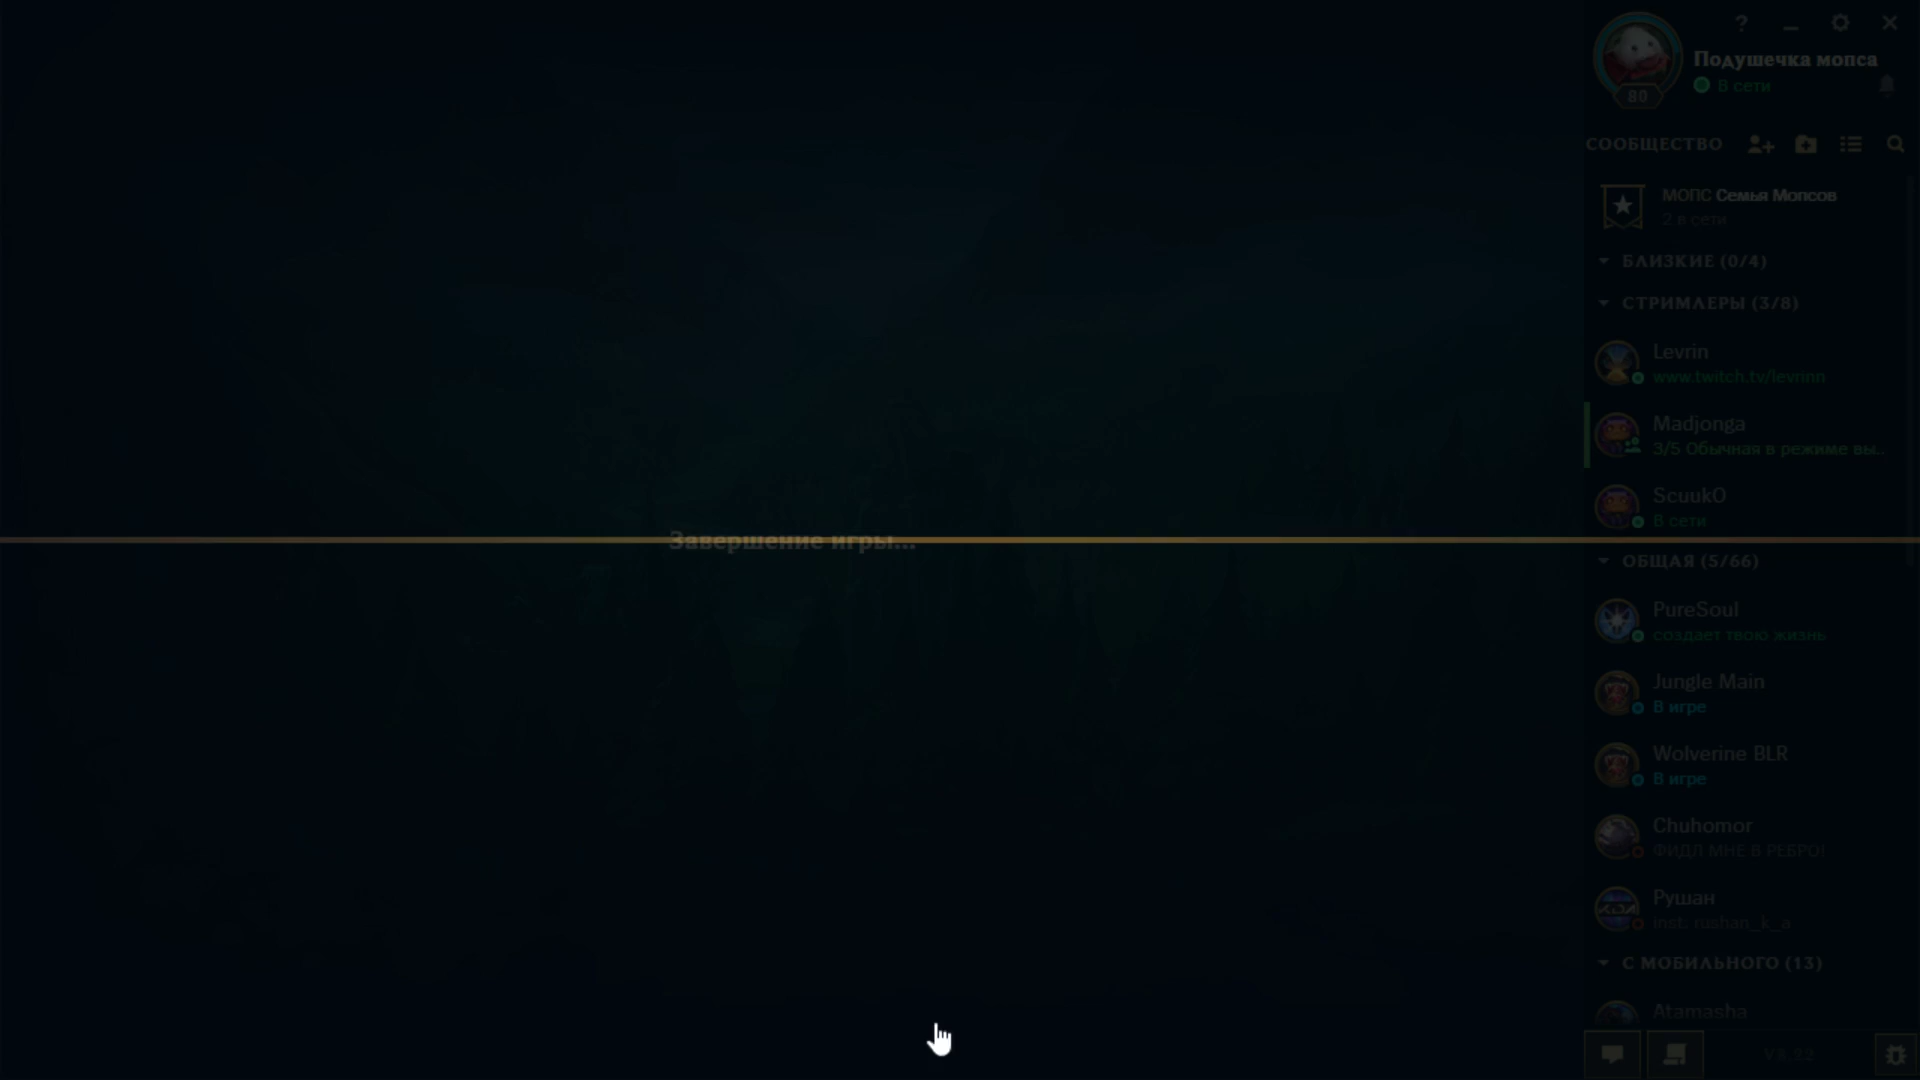 ?
Подушечка мопса
80
В сети
СООБЩЕСТВО
МОПС Семья Мопсов
2 в сети
БЛИЗКИЕ (0/4)
СТРИМЛЕРЫ (3/8)
Levrin
www.twitch.tv/levrinn
Madjonga
3/5 Обычная в режиме вы..
ScuukO
В сети
Завершение игры...
ОБЩАЯ (5/66)
PureSoul
создает твою жизнь
Jungle Main
В игре
Wolverine BLR
В игре
Chuhomor
ФИДЛ МНЕ В РЕБРО!
Рушан
inst: rushan_k_a
С МОБИЛЬНОГО (13)
Atamasha
V8.22